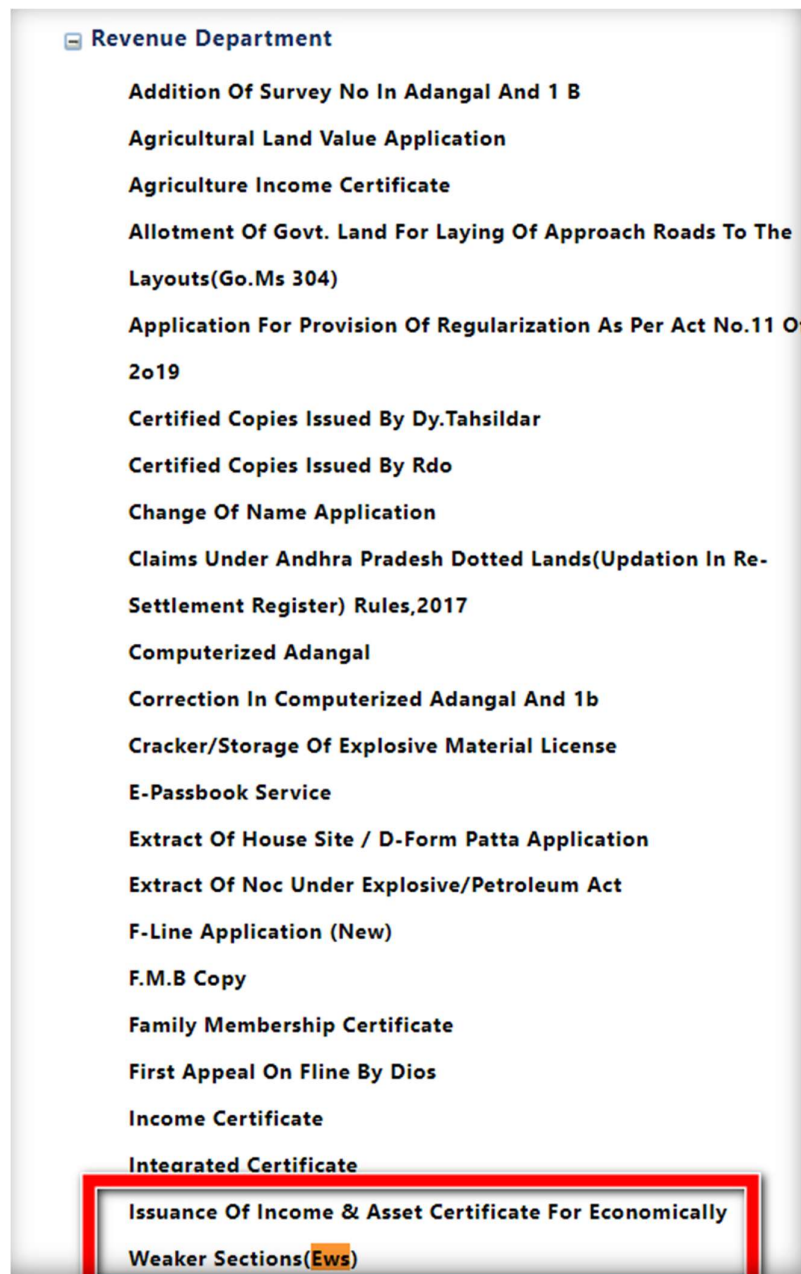 Revenue Department
Addition Of Survey No In Adangal And 1 B
Agricultural Land Value Application
Agriculture Income Certificate
Allotment Of Govt. Land For Laying Of Approach Roads To The
Layouts(Go.Ms 304)
Application For Provision Of Regularization As Per Act No.11 Of
2o19
Certified Copies Issued By Dy.Tahsildar
Certified Copies Issued By Rdo
Change Of Name Application
Claims Under Andhra Pradesh Dotted Lands(Updation In Re-
Settlement Register) Rules,2017
Computerized Adangal
Correction In Computerized Adangal And 1b
Cracker/Storage Of Explosive Material License
E-Passbook Service
Extract Of House Site / D-Form Patta Application
Extract Of Noc Under Explosive/Petroleum Act
F-Line Application (New)
F.M.B Copy
Family Membership Certificate
First Appeal On Fline By Dios
Income Certificate
Integrated Certificate
Issuance Of Income & Asset Certificate For Economically
Weaker Sections(Ews)